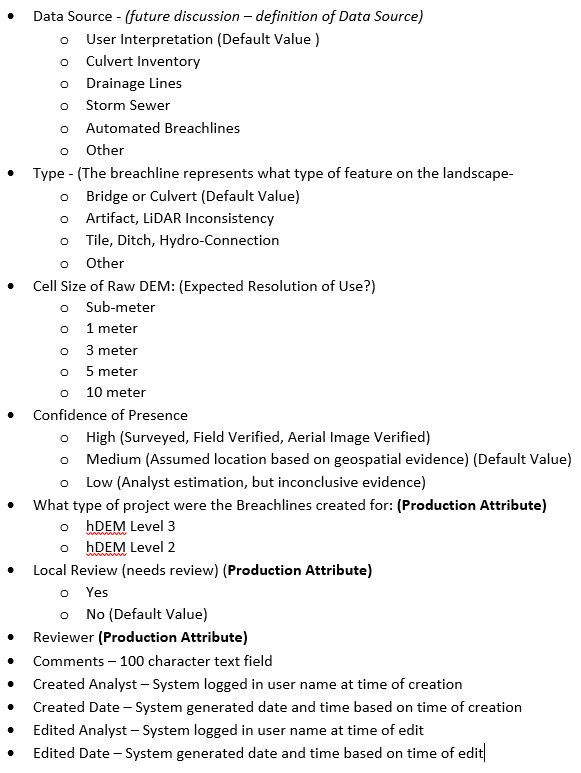 • Data Source - (future discussion – definition of Data Source)
o User Interpretation (Default Value )
o Culvert Inventory
o Drainage Lines
o Storm Sewer
o Automated Breachlines
o Other
• Type - (The breachline represents what type of feature on the landscape-
o Bridge or Culvert (Default Value)
o Artifact, LiDAR Inconsistency
o Tile, Ditch, Hydro-Connection
o Other
• Cell Size of Raw DEM: (Expected Resolution of Use?)
o Sub-meter
o 1 meter
o 3 meter
o 5 meter
o 10 meter
• Confidence of Presence
o High (Surveyed, Field Verified, Aerial Image Verified)
o Medium (Assumed location based on geospatial evidence) (Default Value)
o Low (Analyst estimation, but inconclusive evidence)
• What type of project were the Breachlines created for: (Production Attribute)
o hDEM Level 3
o hDEM Level 2
• Local Review (needs review) (Production Attribute)
o Yes
o No (Default Value)
• Reviewer (Production Attribute)
• Comments – 100 character text field
• Created Analyst – System logged in user name at time of creation
• Created Date – System generated date and time based on time of creation
• Edited Analyst – System logged in user name at time of edit
• Edited Date – System generated date and time based on time of edit